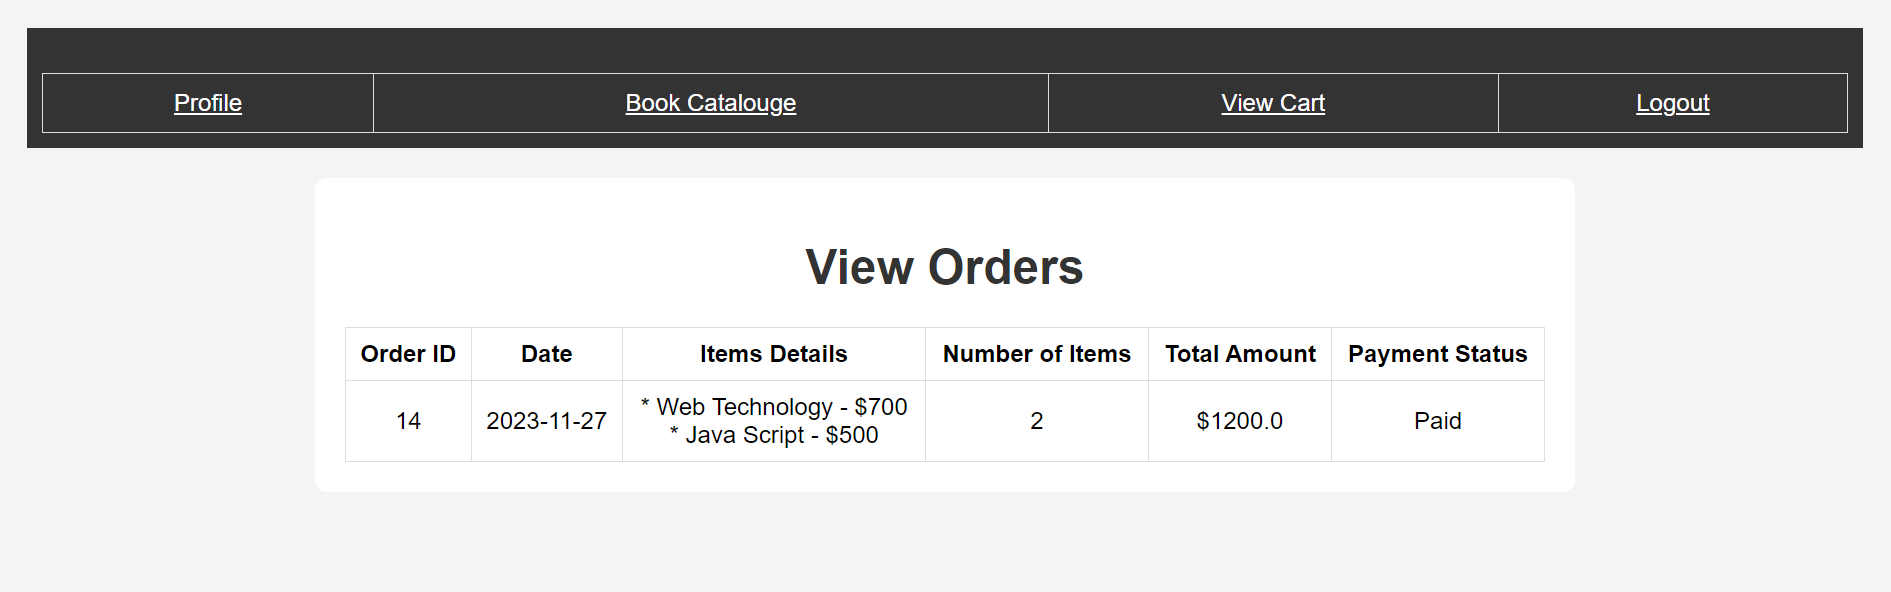 Profile Book Catalouge View Cart Logout
View Orders
Order ID Date Items Details Number of Items Total Amount Payment Status
* Web Technology - $700
14 2023-11-27 2 $1200.0 Paid
* Java Script - $500